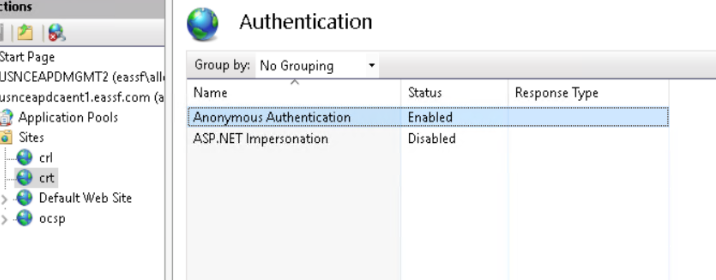 ctions
Authentication
Start Page
Group by: No Grouping
USNCEAPDMGMT2 (eassf\all
Name Status Response Type
usnceapdcaent1.eassf.com (a
Anonymous Authentication Enabled
Application Pools
ASP.NET Impersonation Disabled
Sites
crl
crt
Default Web Site
ocsp